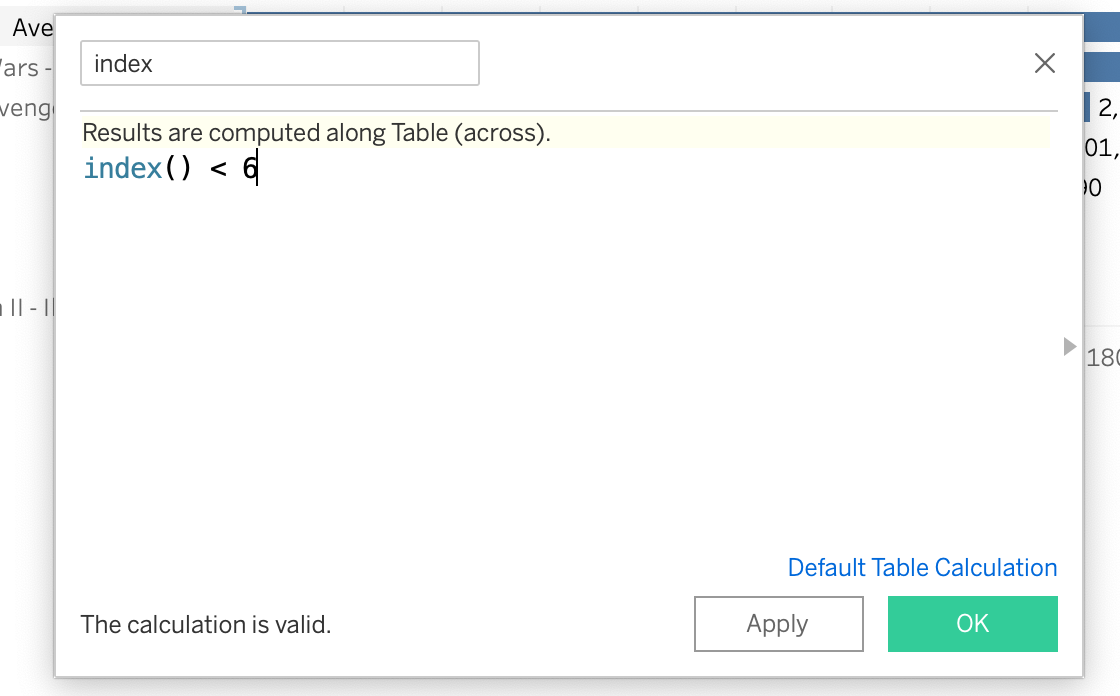 Ave
index
ars -
Results are computed along Table (across).
venge
2,
index() < 6
01,
90
II - II
180
Default Table Calculation
The calculation is valid.
Apply
OK